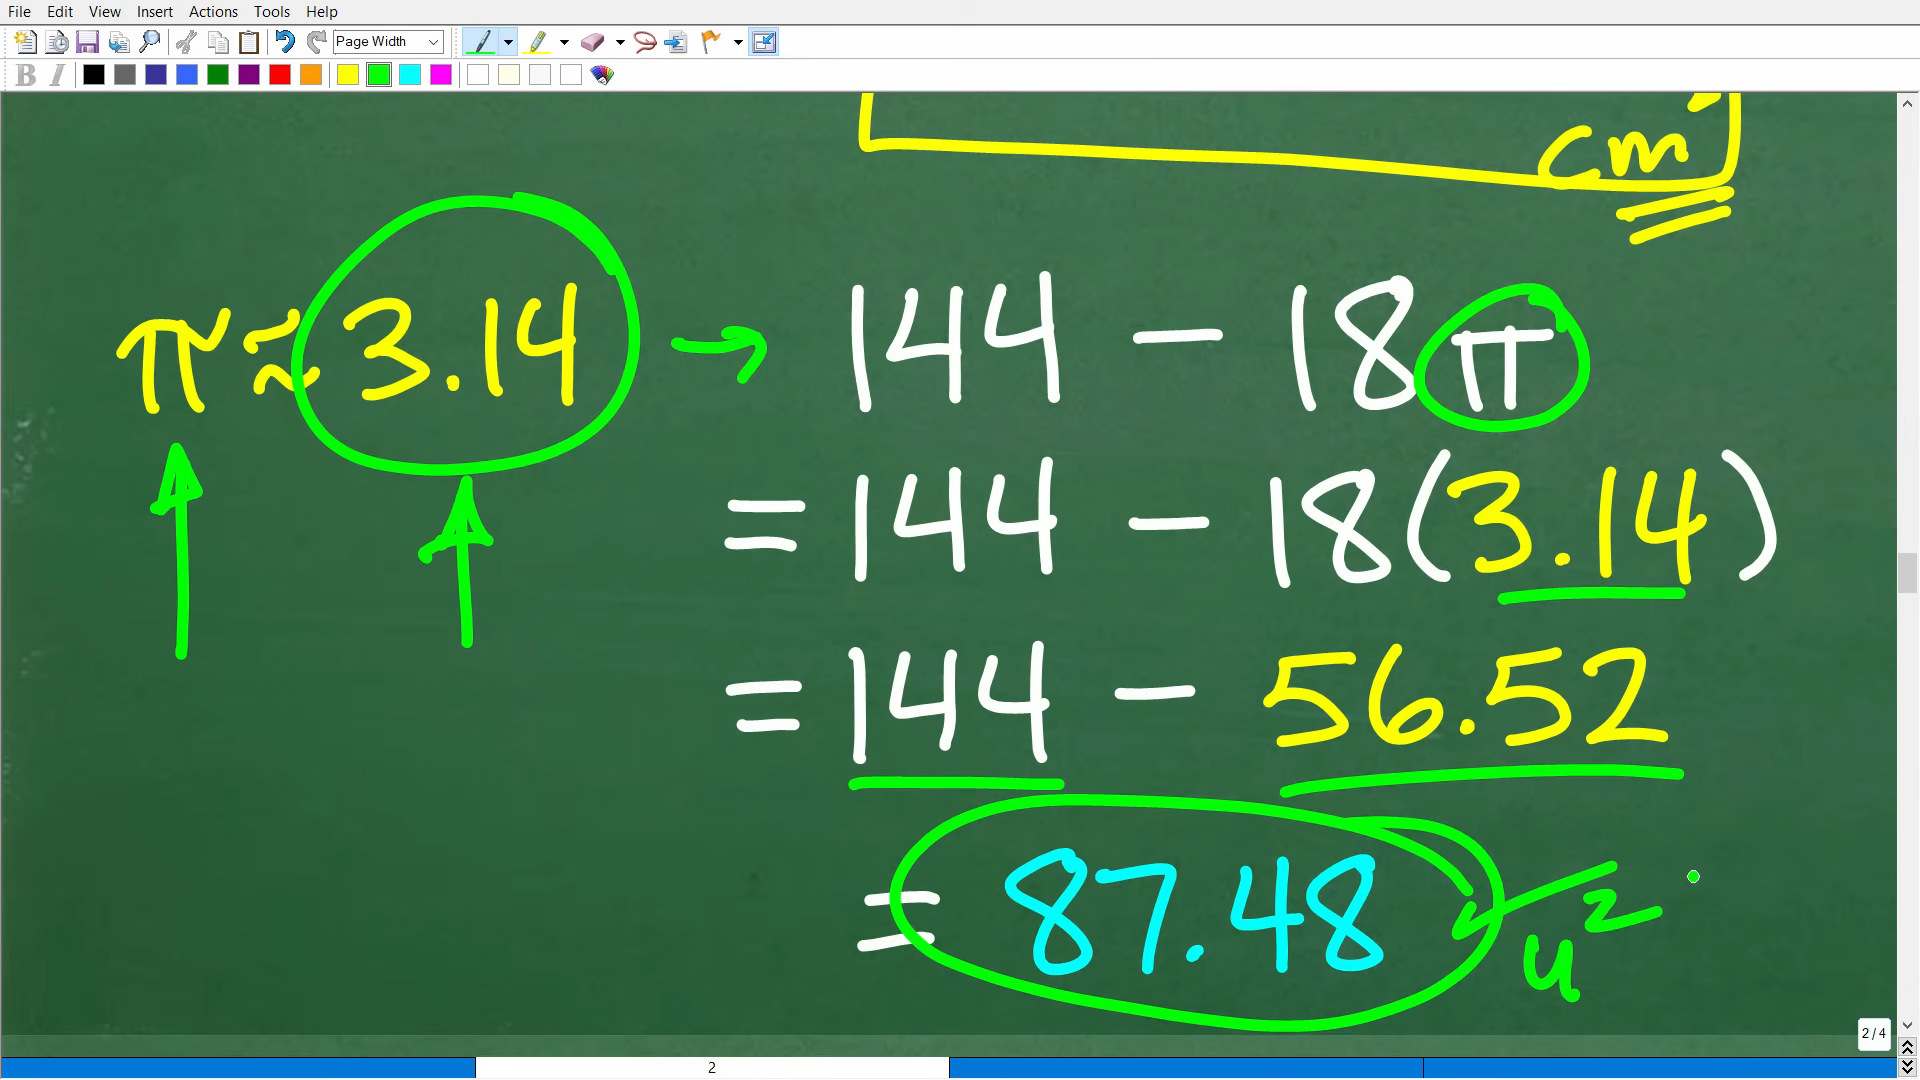 File Edit View Insert Actions Tools Help
Page Width
B I
cm²
π ≈ 3.14 → 144 - 18π
= 144 - 18(3.14)
= 144 - 56.52
= 87.48 u²
2 / 4
2